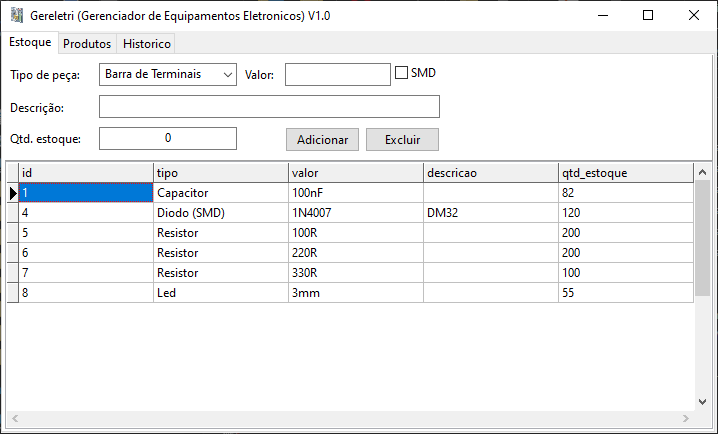 Gereletri (Gerenciador de Equipamentos Eletronicos) V1.0
Estoque Produtos Historico
Tipo de peça: Barra de Terminais Valor: SMD
Descrição:
Qtd. estoque: 0 Adicionar Excluir
id tipo valor descricao qtd_estoque
1 Capacitor 100nF 82
4 Diodo (SMD) 1N4007 DM32 120
5 Resistor 100R 200
6 Resistor 220R 200
7 Resistor 330R 100
8 Led 3mm 55